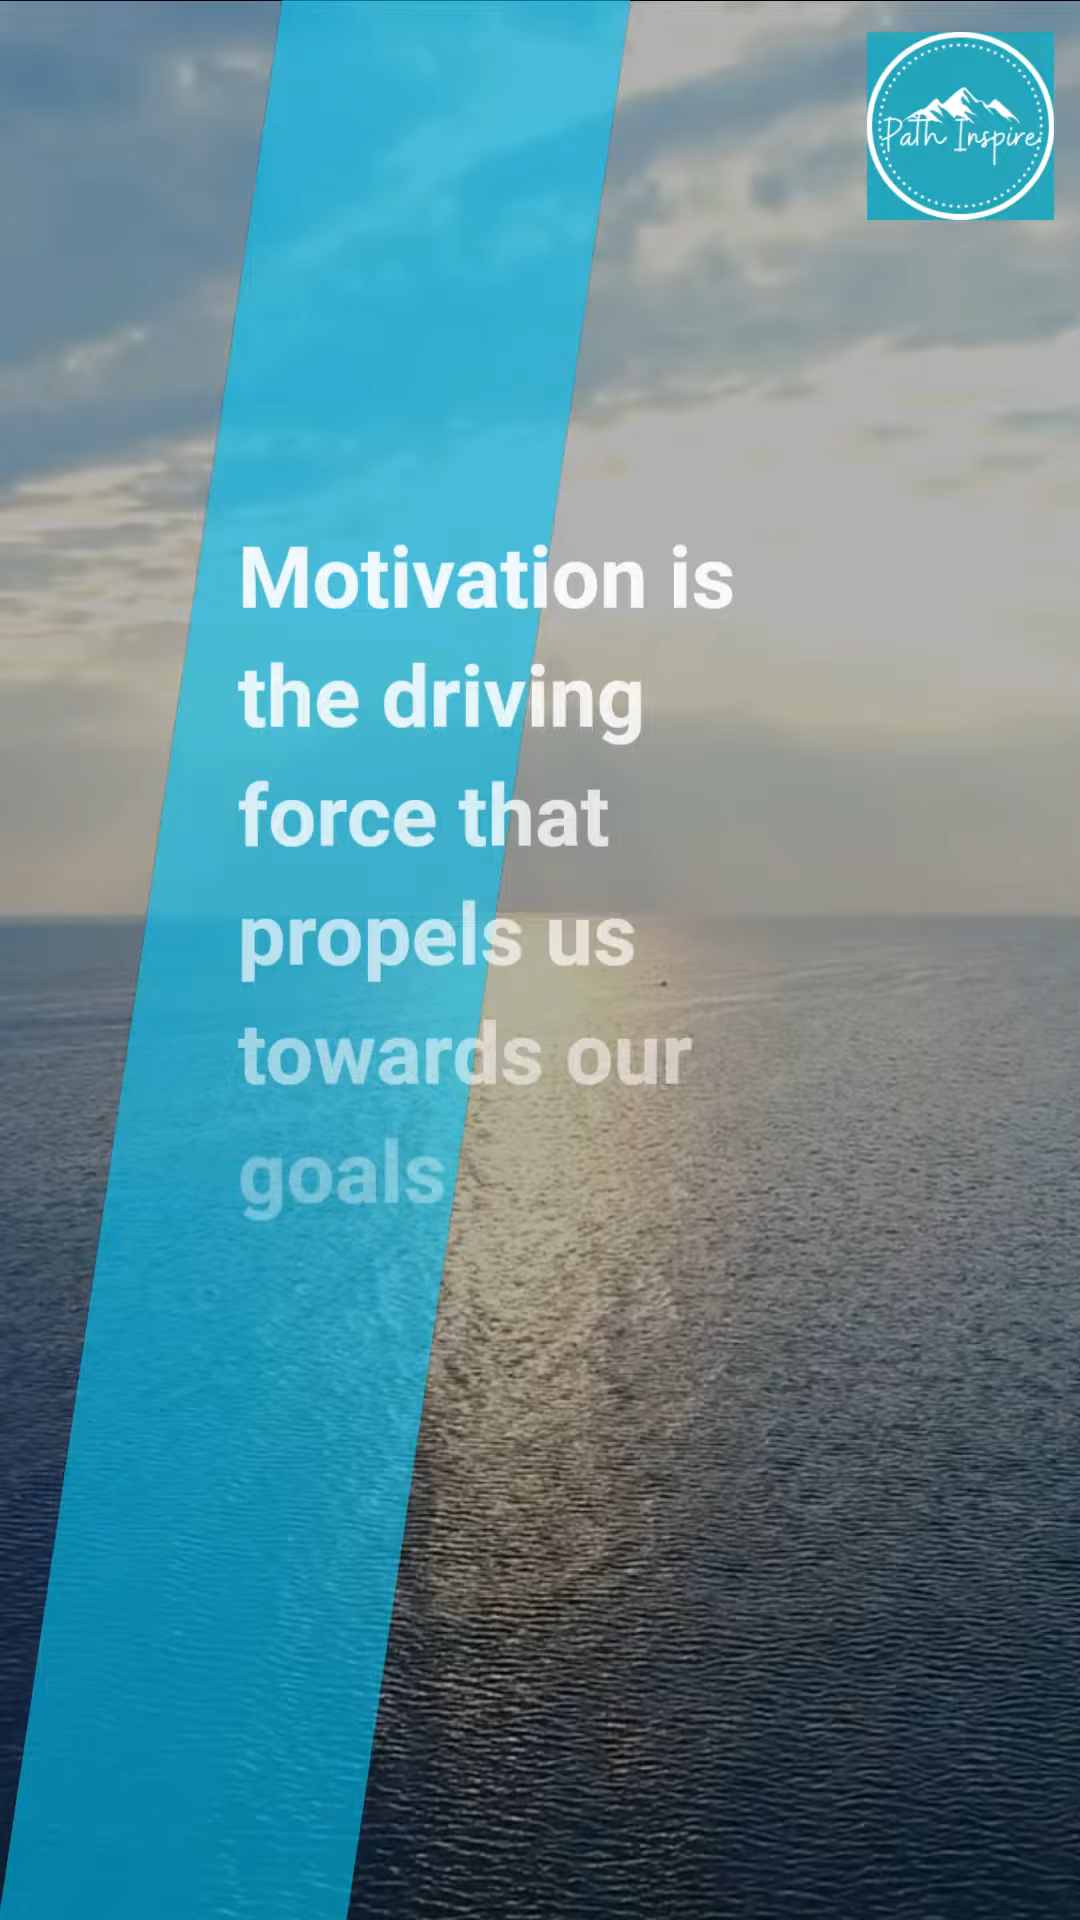 Path Inspire
Motivation is
the driving
force that
propels us
towards our
goals